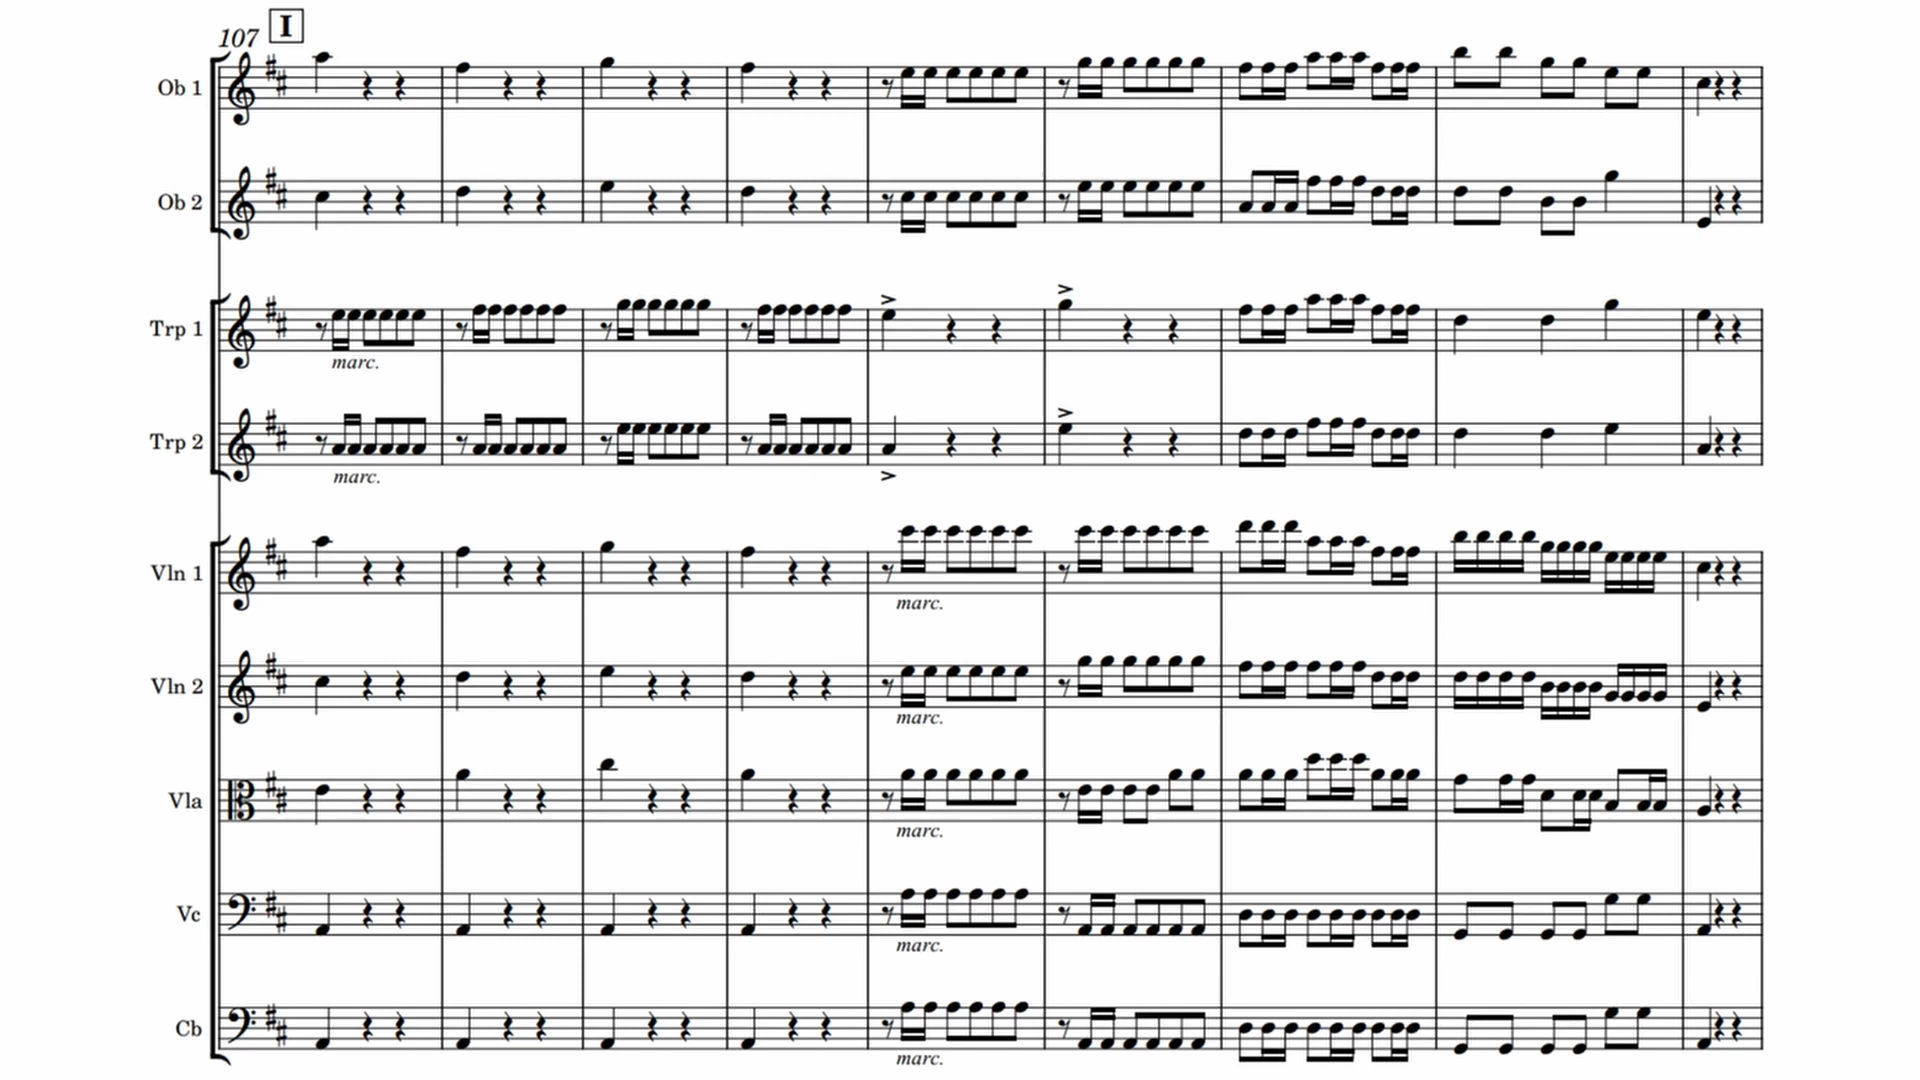 107 I
Ob 1
Ob 2
Trp 1
marc.
Trp 2
marc.
Vln 1
marc.
Vln 2
marc.
Vla
marc.
Vc
marc.
Cb
marc.